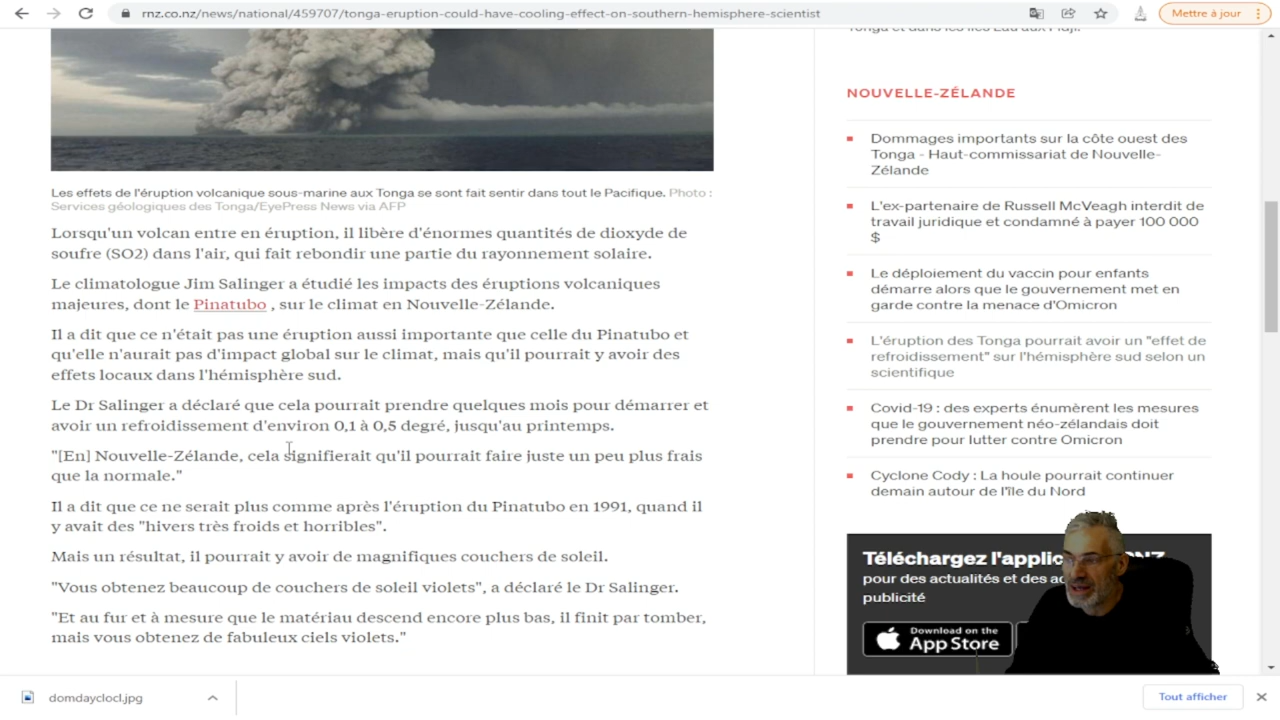 rnz.co.nz/news/national/459707/tonga-eruption-could-have-cooling-effect-on-southern-hemisphere-scientist
Mettre à jour
Les effets de l'éruption volcanique sous-marine aux Tonga se sont fait sentir dans tout le Pacifique. Photo :
Services géologiques des Tonga/EyePress News via AFP
Lorsqu'un volcan entre en éruption, il libère d'énormes quantités de dioxyde de
soufre (SO2) dans l'air, qui fait rebondir une partie du rayonnement solaire.
Le climatologue Jim Salinger a étudié les impacts des éruptions volcaniques
majeures, dont le Pinatubo , sur le climat en Nouvelle-Zélande.
Il a dit que ce n'était pas une éruption aussi importante que celle du Pinatubo et
qu'elle n'aurait pas d'impact global sur le climat, mais qu'il pourrait y avoir des
effets locaux dans l'hémisphère sud.
Le Dr Salinger a déclaré que cela pourrait prendre quelques mois pour démarrer et
avoir un refroidissement d'environ 0,1 à 0,5 degré, jusqu'au printemps.
"[En] Nouvelle-Zélande, cela signifierait qu'il pourrait faire juste un peu plus frais
que la normale."
Il a dit que ce ne serait plus comme après l'éruption du Pinatubo en 1991, quand il
y avait des "hivers très froids et horribles".
Mais un résultat, il pourrait y avoir de magnifiques couchers de soleil.
"Vous obtenez beaucoup de couchers de soleil violets", a déclaré le Dr Salinger.
"Et au fur et à mesure que le matériau descend encore plus bas, il finit par tomber,
mais vous obtenez de fabuleux ciels violets."
Tonga et dans les îles Lau aux Fidji.
NOUVELLE-ZÉLANDE
Dommages importants sur la côte ouest des
Tonga - Haut-commissariat de Nouvelle-
Zélande
L'ex-partenaire de Russell McVeagh interdit de
travail juridique et condamné à payer 100 000
$
Le déploiement du vaccin pour enfants
démarre alors que le gouvernement met en
garde contre la menace d'Omicron
L'éruption des Tonga pourrait avoir un "effet de
refroidissement" sur l'hémisphère sud selon un
scientifique
Covid-19 : des experts énumèrent les mesures
que le gouvernement néo-zélandais doit
prendre pour lutter contre Omicron
Cyclone Cody : La houle pourrait continuer
demain autour de l'île du Nord
Téléchargez l'applic
pour des actualités et des
publicité
Download on the
App Store
domdayclocl.jpg
Tout afficher